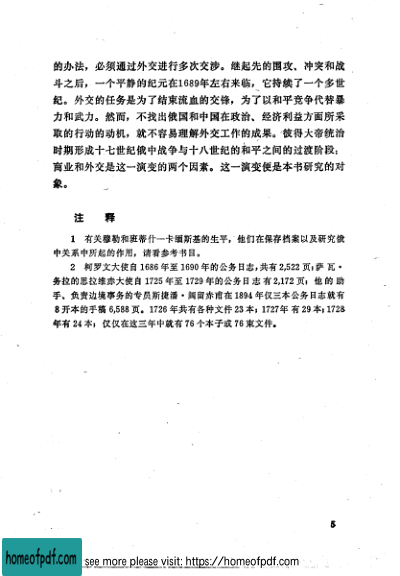 的办法，必须通过外交进行多次交涉。继起先的围攻、冲突和战
斗之后，一个平静的纪元在1689年左右来临，它持续了一个多世
纪。外交的任务是为了结束流血的交锋，为了以和平竞争代替暴
力和武力。然而，不找出俄国和中国在政治、经济利益方面所采
取的行动的动机，就不容易理解外交工作的成果。彼得大帝统治
时期形成十七世纪俄中战争与十八世纪的和平之间的过渡阶段；
商业和外交是这一演变的两个因素。这一演变便是本书研究的对
象。
注 释
1 有关穆勒和班蒂什—卡缅斯基的生平，他们在保存档案以及研究俄
中关系中所起的作用，请看参考书目。
2 柯罗文大使自1686年至1690年的公务日志，共有2,522页；萨瓦·
务拉的思拉维赤大使自1725年至1729年的公务日志有2,172页；他的助
手、负责边境事务的专员斯捷潘·阎留赤甫在1894年仅三本公务日志就有
8开本的手稿6,588页。1726年共有各种文件23本；1727年有29本；1728
年有24本；仅仅在这三年中就有76个本子或76束文件。
5
homeofpdf.com
see more please visit: https://homeofpdf.com